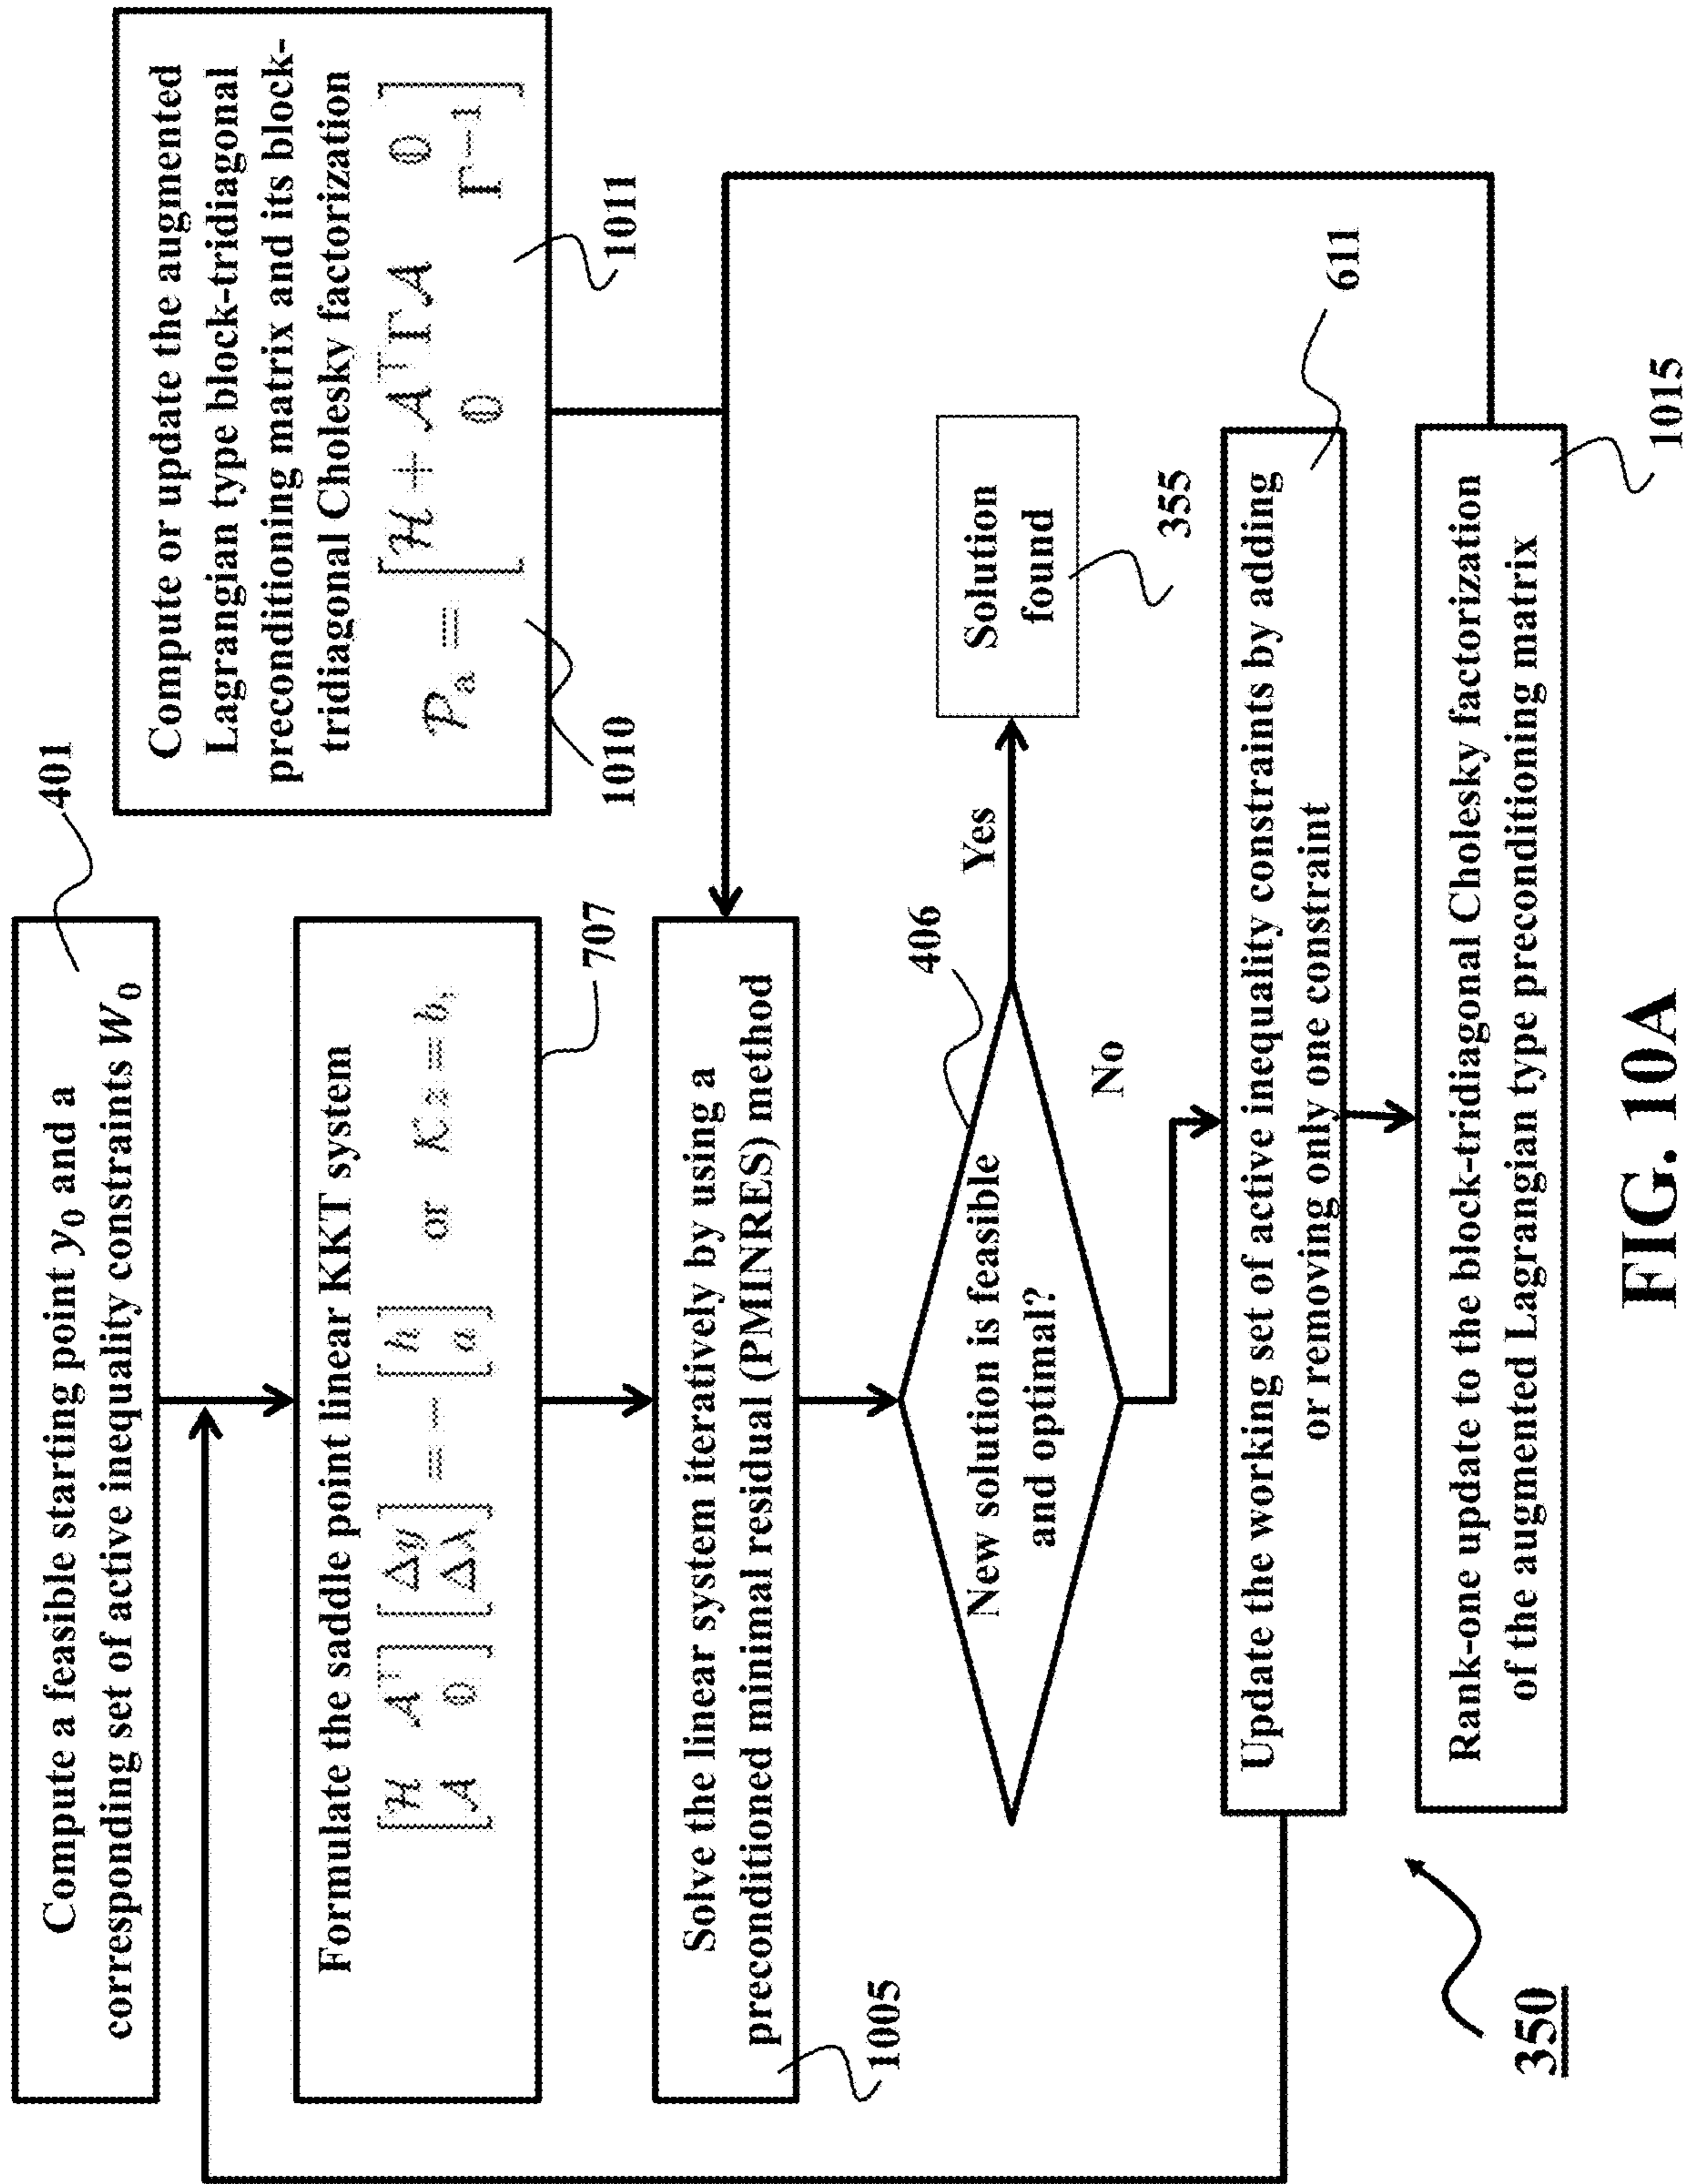 Compute a feasible starting point y₀ and a
corresponding set of active inequality constraints W₀
401
Formulate the saddle point linear KKT system
[ℋ 𝒜ᵀ; 𝒜 0] [Δy; Δλ] = − [h; a] or 𝒦z = b,
707
Solve the linear system iteratively by using a
preconditioned minimal residual (PMINRES) method
1005
Compute or update the augmented
Lagrangian type block-tridiagonal
preconditioning matrix and its block-
tridiagonal Cholesky factorization
𝒫ₐ = [ℋ + 𝒜ᵀΓ𝒜 0; 0 Γ⁻¹]
1010
1011
New solution is feasible
and optimal?
406
Yes
No
Solution
found
355
Update the working set of active inequality constraints by adding
or removing only one constraint
611
Rank-one update to the block-tridiagonal Cholesky factorization
of the augmented Lagrangian type preconditioning matrix
1015
350
FIG. 10A